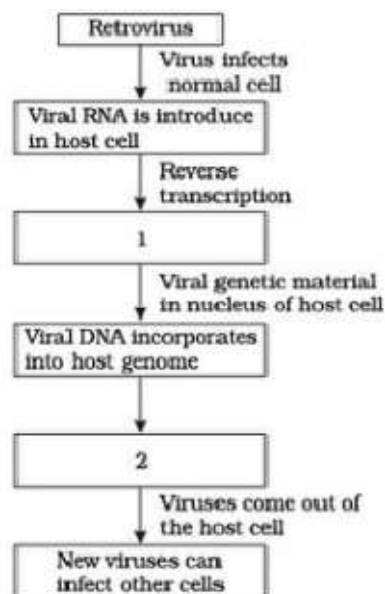 Retrovirus
Virus infects
normal cell
Viral RNA is introduce
in host cell
Reverse
transcription
1
Viral genetic material
in nucleus of host cell
Viral DNA incorporates
into host genome
2
Viruses come out of
the host cell
New viruses can
infect other cells